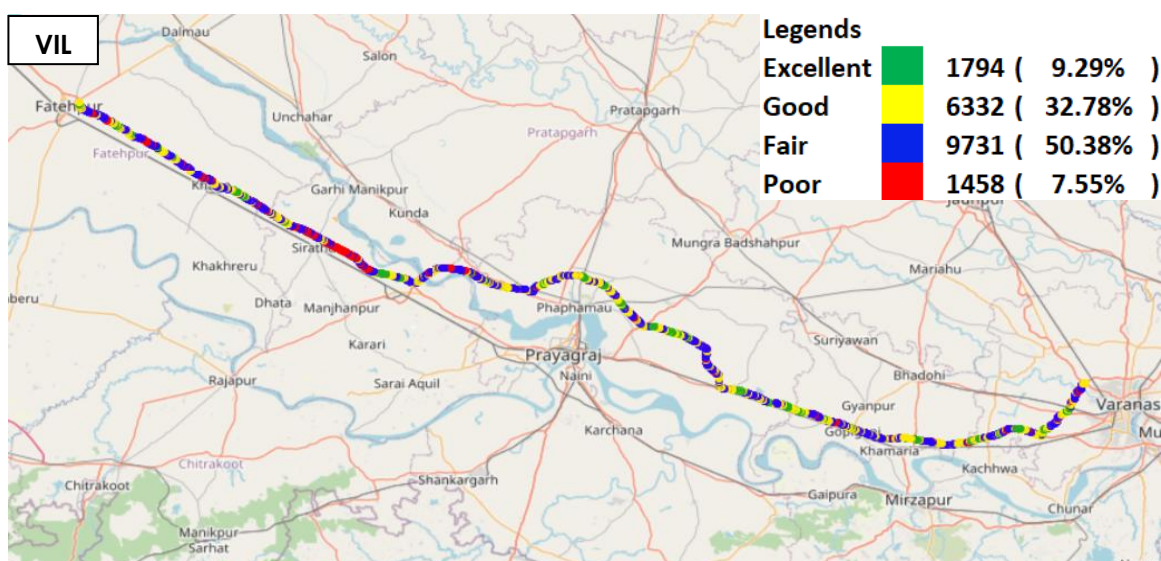 VIL
Legends
Excellent 1794 ( 9.29% )
Good 6332 ( 32.78% )
Fair 9731 ( 50.38% )
Poor 1458 ( 7.55% )
Dalmau
Salon
Fatehpur
Unchahar
Pratapgarh
Pratapgarh
Fatehpur
Garhi Manikpur
Kunda
Mungra Badshahpur
Khakhreru
Mariahu
Dhata
Manjhanpur
Phaphamau
Karari
Suriyawan
Prayagraj
Rajapur
Sarai Aquil
Naini
Bhadohi
Gyanpur
Varanas
Karchana
Khamaria
Mu
Chitrakoot
Kachhwa
Chitrakoot
Shankargarh
Gaipura
Mirzapur
Chunar
Manikpur
Sarhat